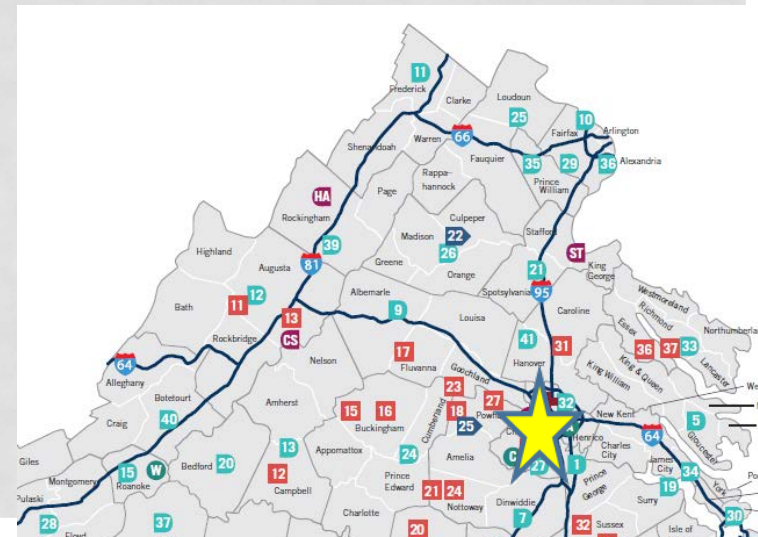 11
Frederick
Clarke
Loudoun
25
10
Fairfax
Arlington
Warren
66
Shenandoah
Fauquier
35
29
36
Alexandria
Prince
William
Rappa-
hannock
HA
Rockingham
Page
Culpeper
Madison
22
26
Stafford
ST
King
George
Highland
Augusta
39
81
Greene
Orange
21
Spotsylvania
95
Westmoreland
Richmond
Northumberla
Bath
11
12
Albemarle
Caroline
Essex
Rockbridge
13
CS
9
Louisa
41
Hanover
31
36
37
33
Lancaster
64
Alleghany
Nelson
17
Fluvanna
Goochland
King William
King & Queen
Botetourt
Amherst
23
27
32
New Kent
We
Craig
40
15
16
Buckingham
Cumberland
18
Powh
25
Henrico
64
5
Gloucester
Appomattox
Ch
Charles
City
Giles
Montgomery
15
Roanoke
W
Bedford
20
13
24
Amelia
C
27
1
James
City
34
Po
Pulaski
12
Campbell
Prince
Edward
21
24
Nottoway
Prince
George
19
Surry
York
28
Floyd
37
Charlotte
20
Dinwiddie
7
32
Sussex
Isle of
30